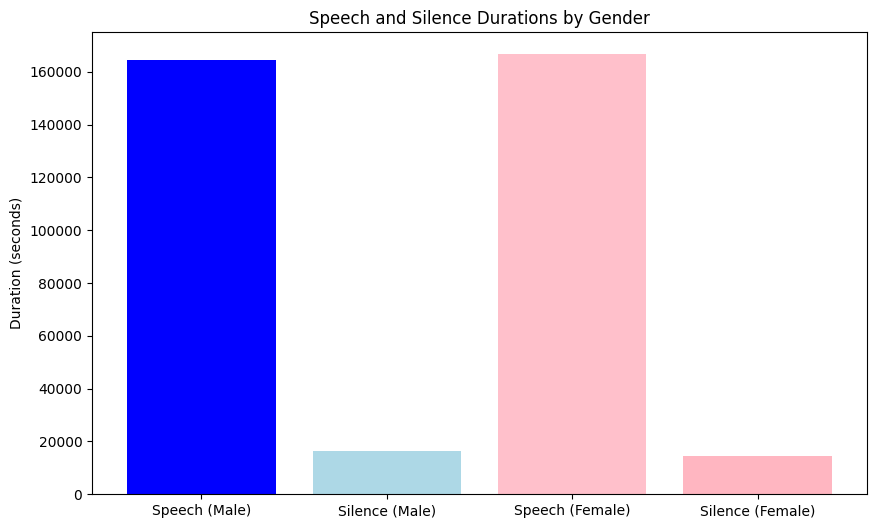 Speech and Silence Durations by Gender
Duration (seconds)
160000
140000
120000
100000
80000
60000
40000
20000
0
Speech (Male)
Silence (Male)
Speech (Female)
Silence (Female)